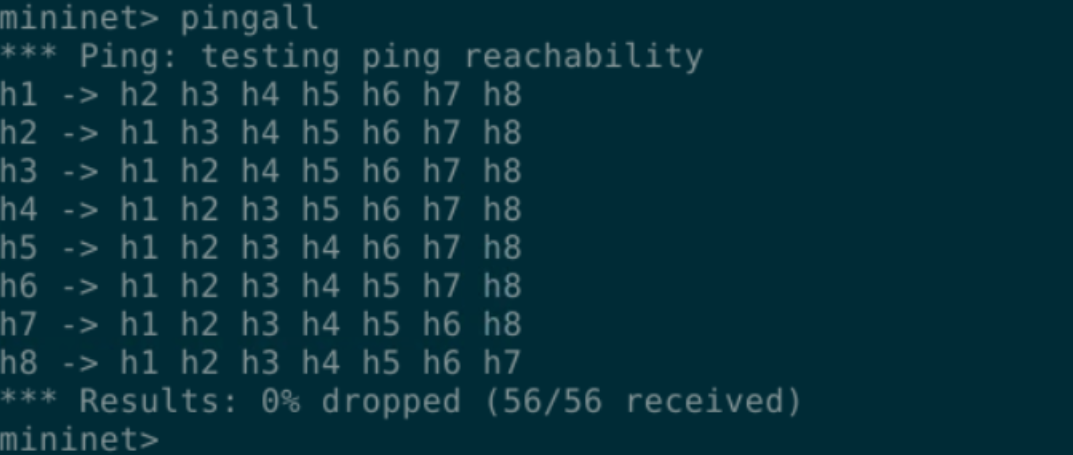 mininet> pingall
*** Ping: testing ping reachability
h1 -> h2 h3 h4 h5 h6 h7 h8
h2 -> h1 h3 h4 h5 h6 h7 h8
h3 -> h1 h2 h4 h5 h6 h7 h8
h4 -> h1 h2 h3 h5 h6 h7 h8
h5 -> h1 h2 h3 h4 h6 h7 h8
h6 -> h1 h2 h3 h4 h5 h7 h8
h7 -> h1 h2 h3 h4 h5 h6 h8
h8 -> h1 h2 h3 h4 h5 h6 h7
*** Results: 0% dropped (56/56 received)
mininet>